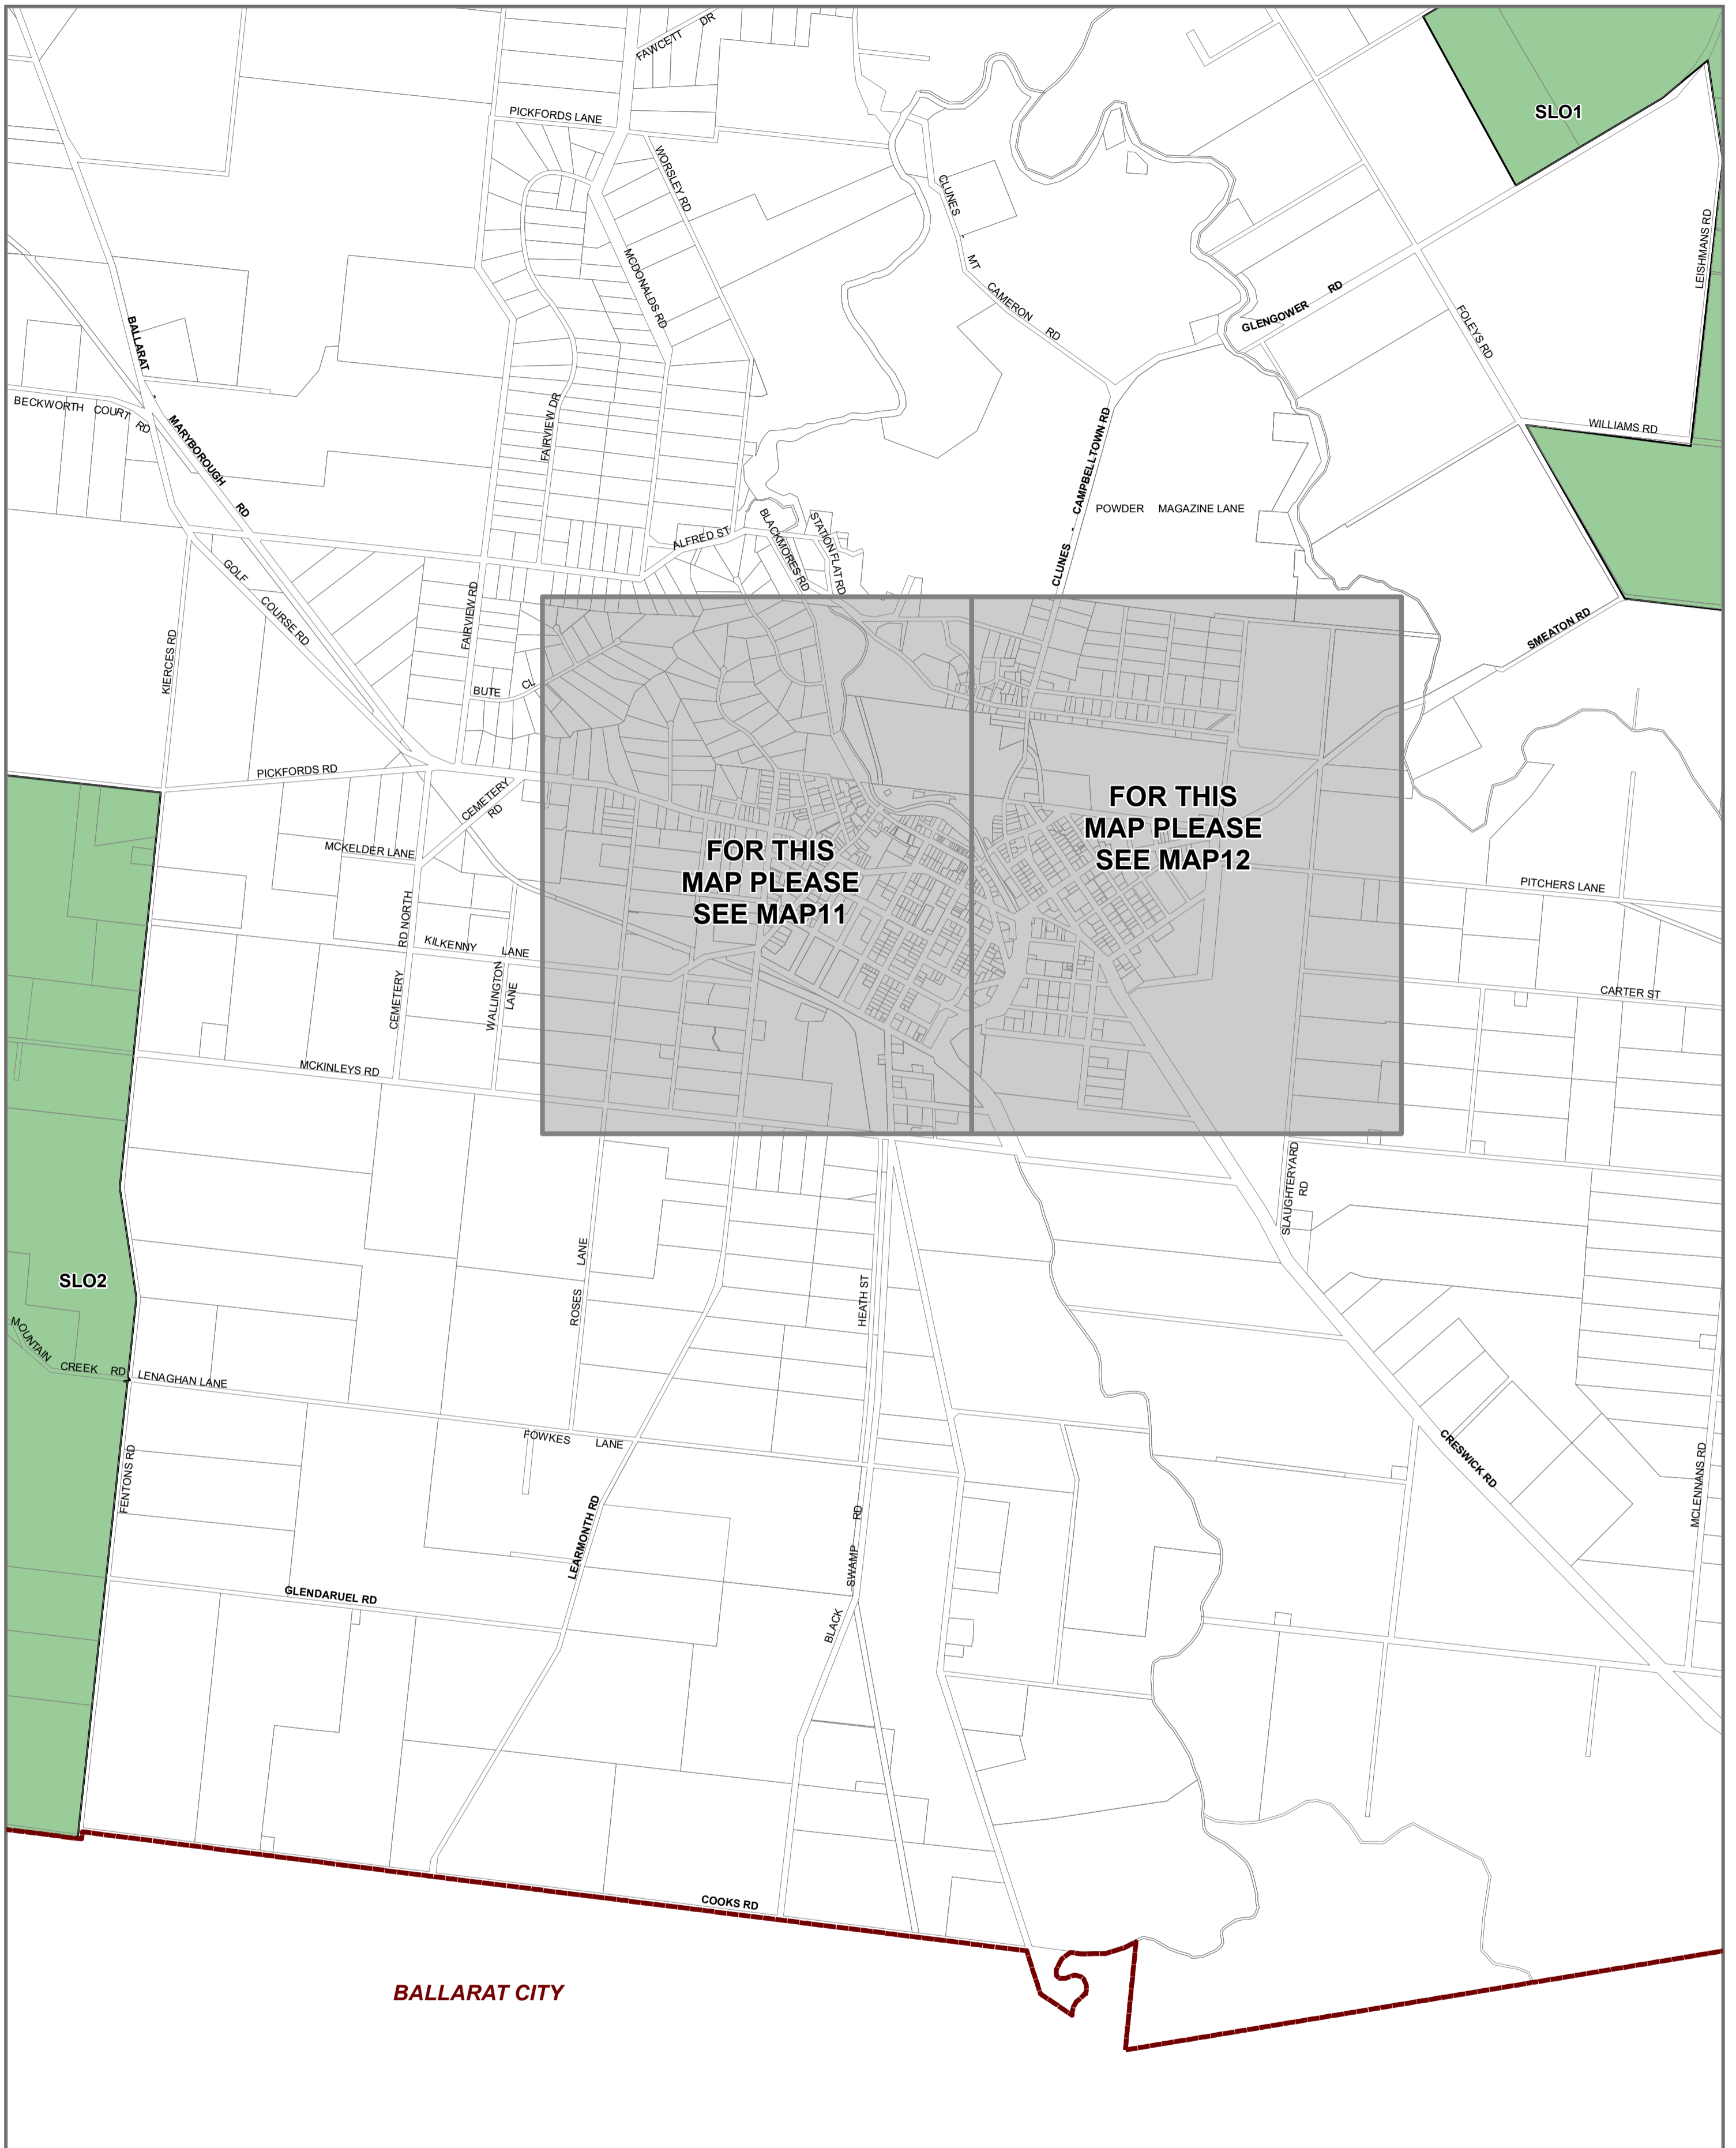 FAWCETT DR
SLO1
PICKFORDS LANE
WORSLEY RD
CLUNES
MT
CAMERON RD
LEISHMANS RD
MCDONALDS RD
GLENGOWER RD
FOLEYS RD
BALLARAT
-
MARYBOROUGH RD
BECKWORTH COURT RD
FAIRVIEW DR
WILLIAMS RD
CLUNES - CAMPBELLTOWN RD
POWDER MAGAZINE LANE
ALFRED ST
BLACKMORES RD
STATION FLAT RD
GOLF COURSE RD
FAIRVIEW RD
KIERCES RD
SMEATON RD
BUTE CL
PICKFORDS RD
CEMETERY RD
MCKELDER LANE
FOR THIS
MAP PLEASE
SEE MAP11
FOR THIS
MAP PLEASE
SEE MAP12
PITCHERS LANE
CEMETERY RD NORTH
KILKENNY LANE
WALLINGTON LANE
CARTER ST
MCKINLEYS RD
SLAUGHTERYARD RD
SLO2
ROSES LANE
HEATH ST
MOUNTAIN CREEK RD
LENAGHAN LANE
FOWKES LANE
FENTONS RD
CRESWICK RD
MCLENNANS RD
LEARMONTH RD
BLACK SWAMP RD
GLENDARUEL RD
COOKS RD
BALLARAT CITY